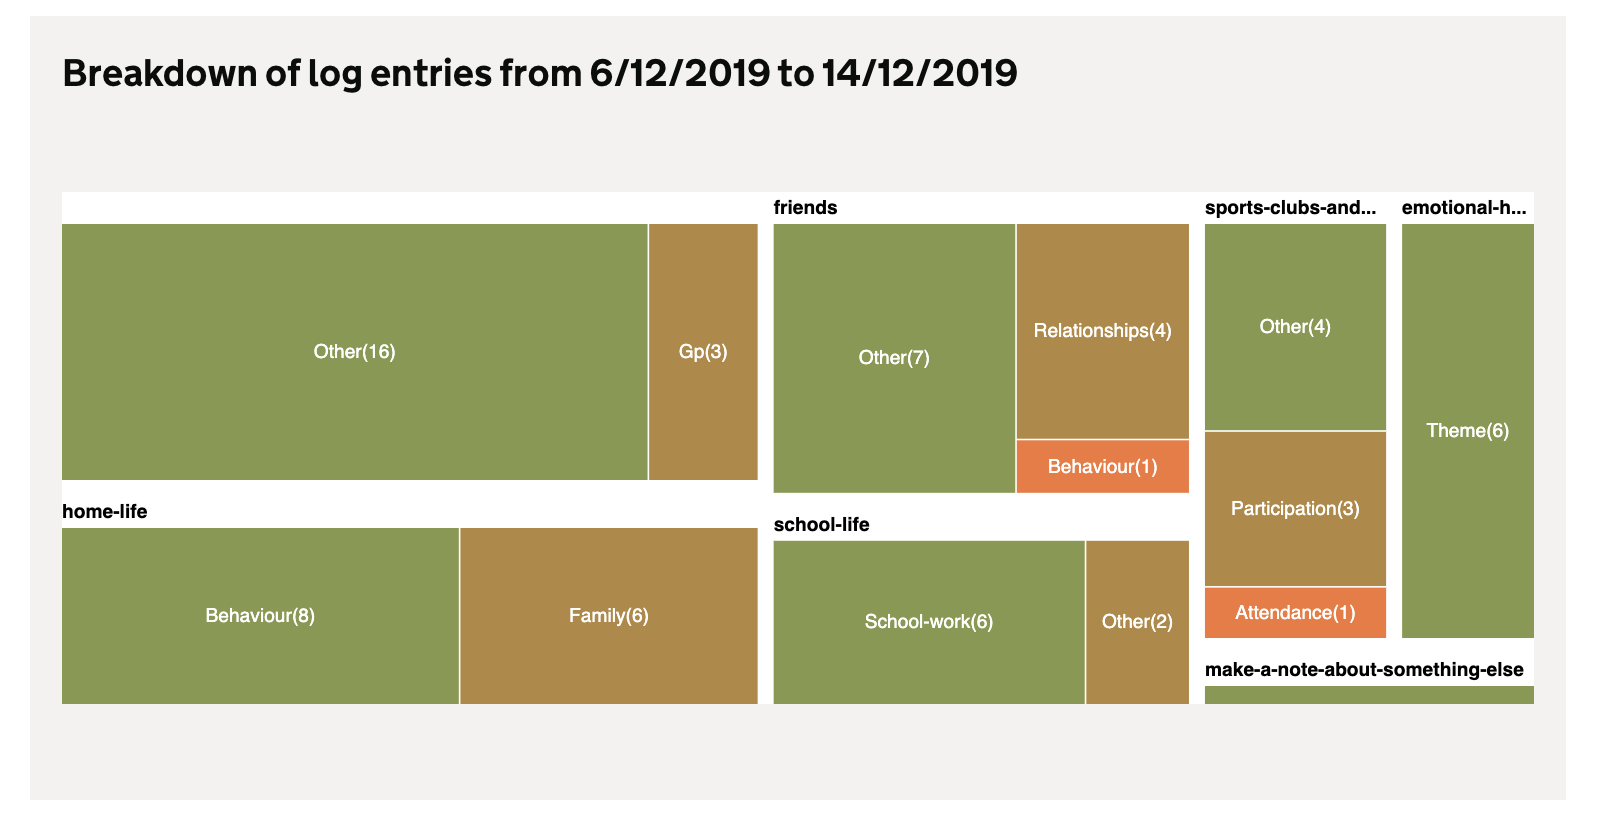 Breakdown of log entries from 6/12/2019 to 14/12/2019
Other(16)
Gp(3)
home-life
Behaviour(8)
Family(6)
friends
Other(7)
Relationships(4)
Behaviour(1)
school-life
School-work(6)
Other(2)
sports-clubs-and...
Other(4)
Participation(3)
Attendance(1)
emotional-h...
Theme(6)
make-a-note-about-something-else